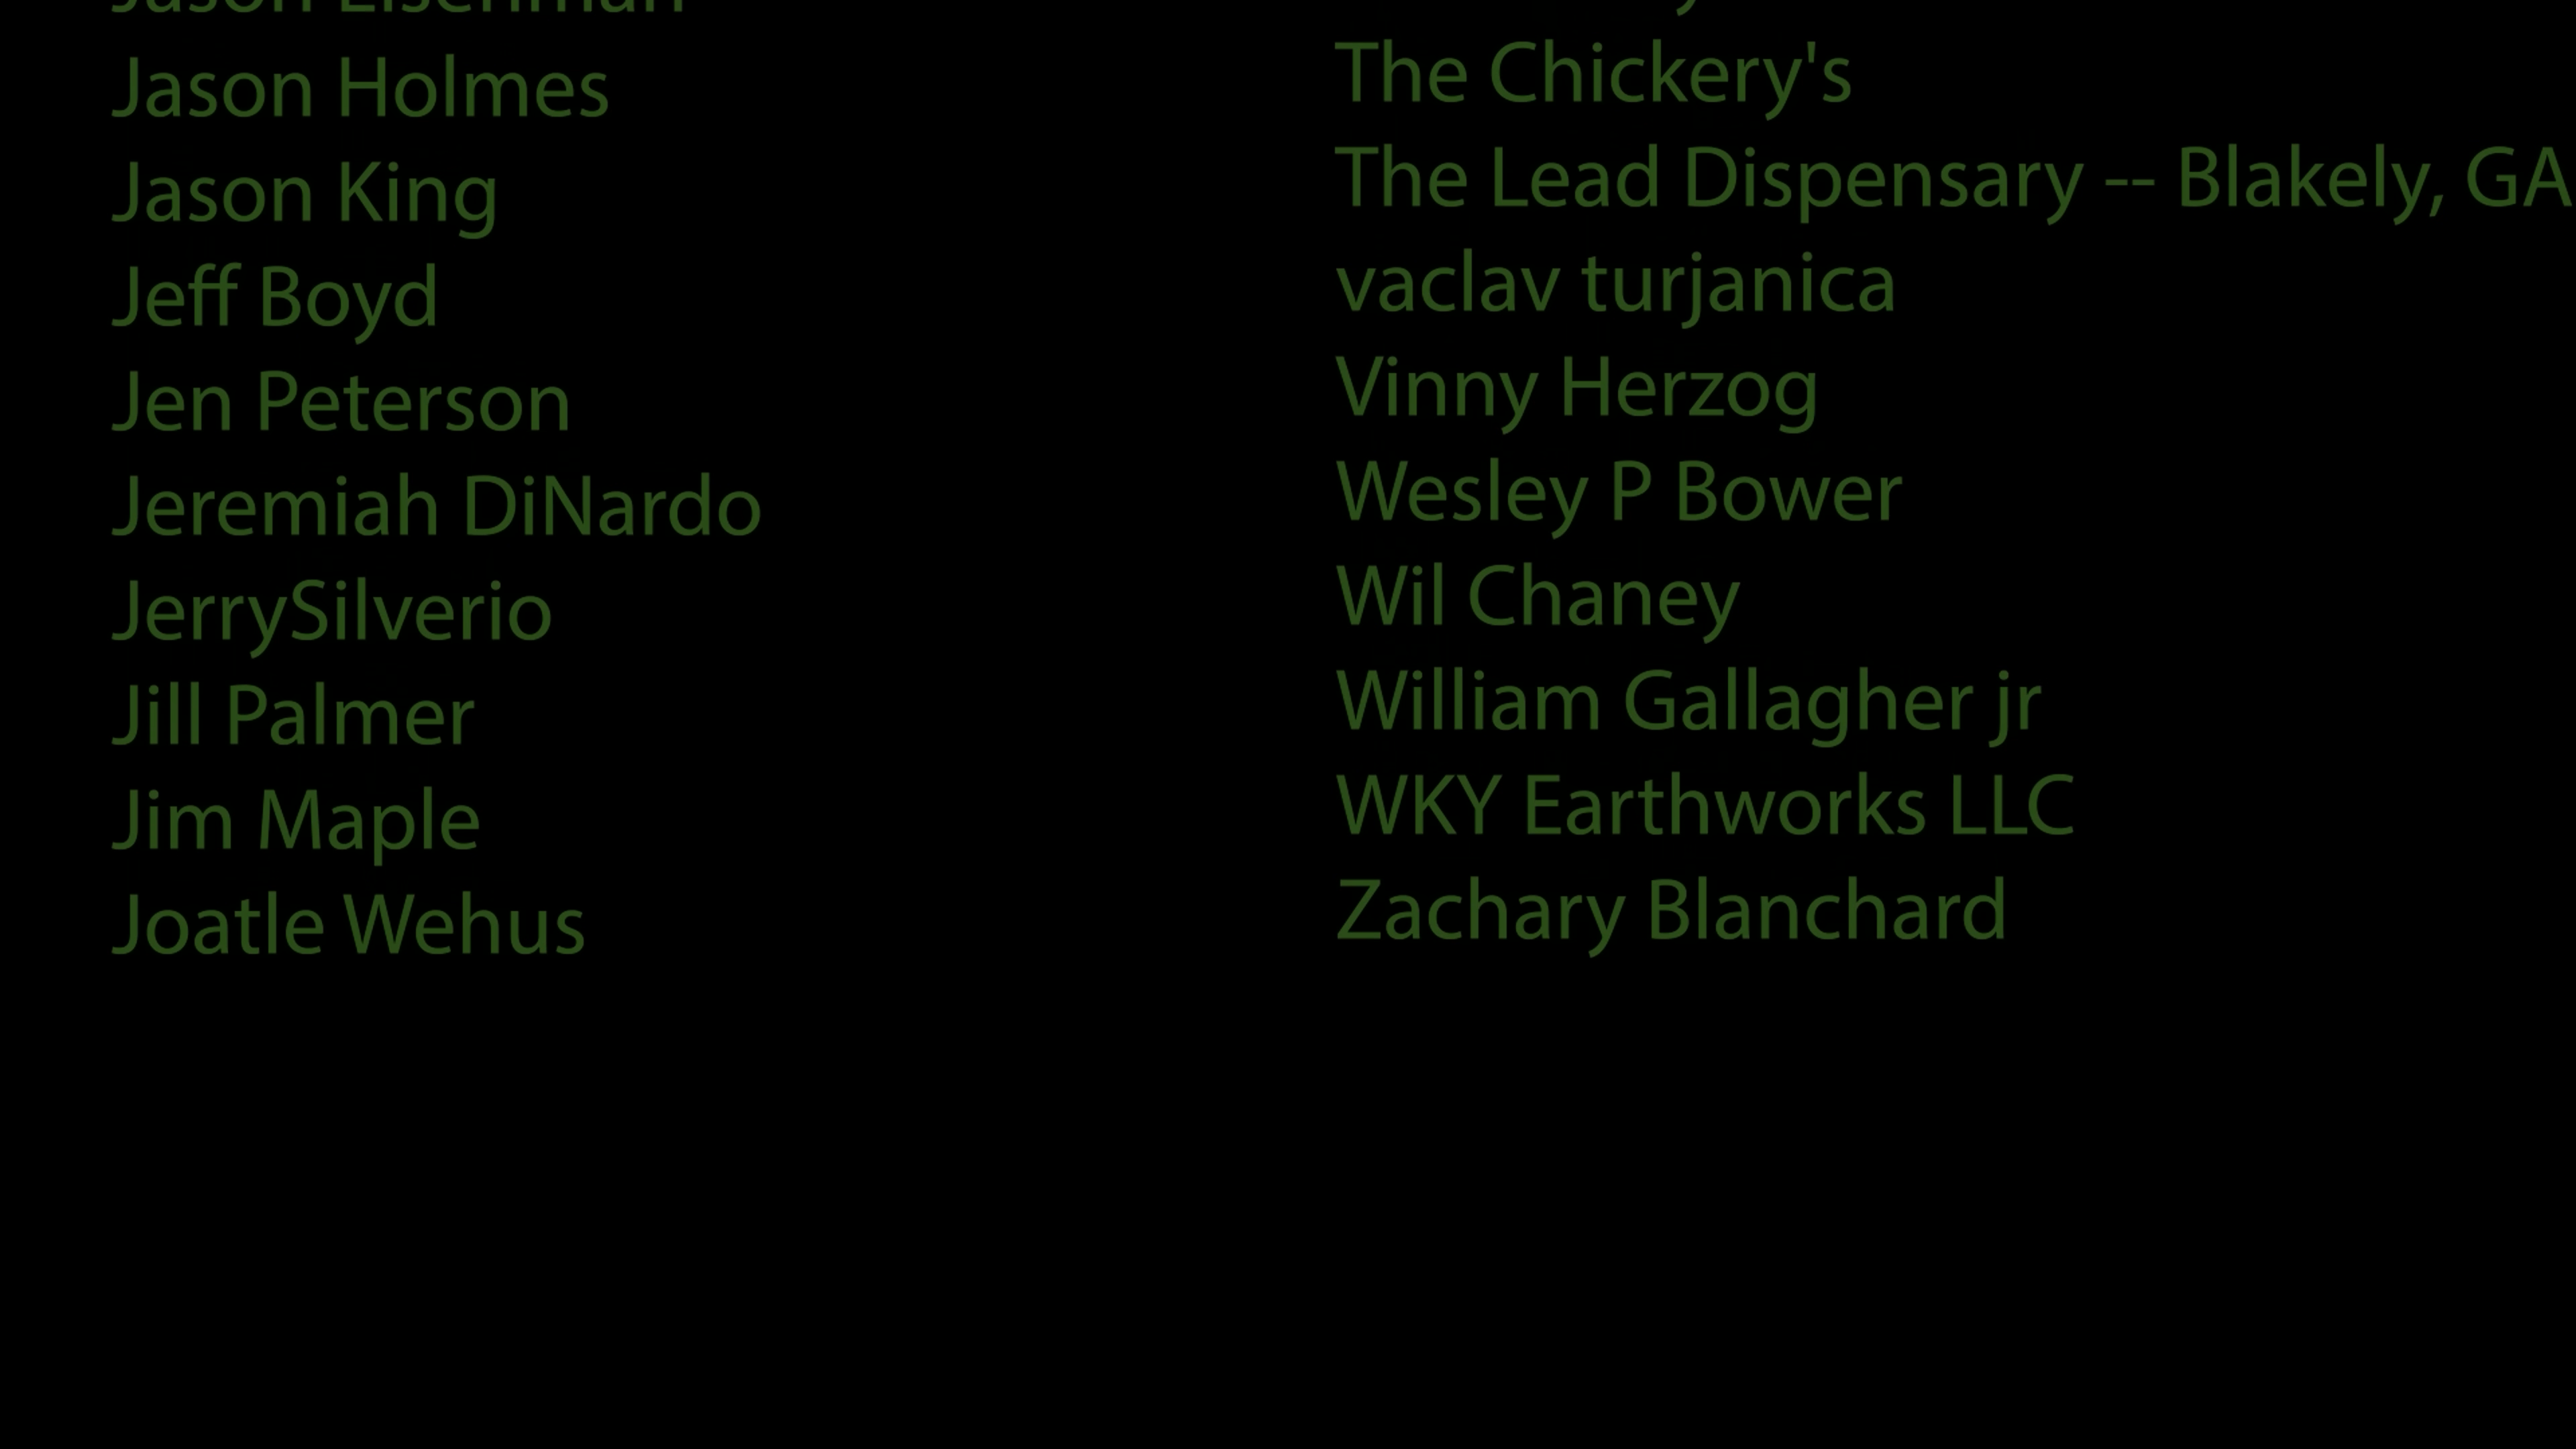 Jason Eisenman
Jason Holmes
Jason King
Jeff Boyd
Jen Peterson
Jeremiah DiNardo
JerrySilverio
Jill Palmer
Jim Maple
Joatle Wehus
The Chickery's
The Lead Dispensary -- Blakely, GA
vaclav turjanica
Vinny Herzog
Wesley P Bower
Wil Chaney
William Gallagher jr
WKY Earthworks LLC
Zachary Blanchard